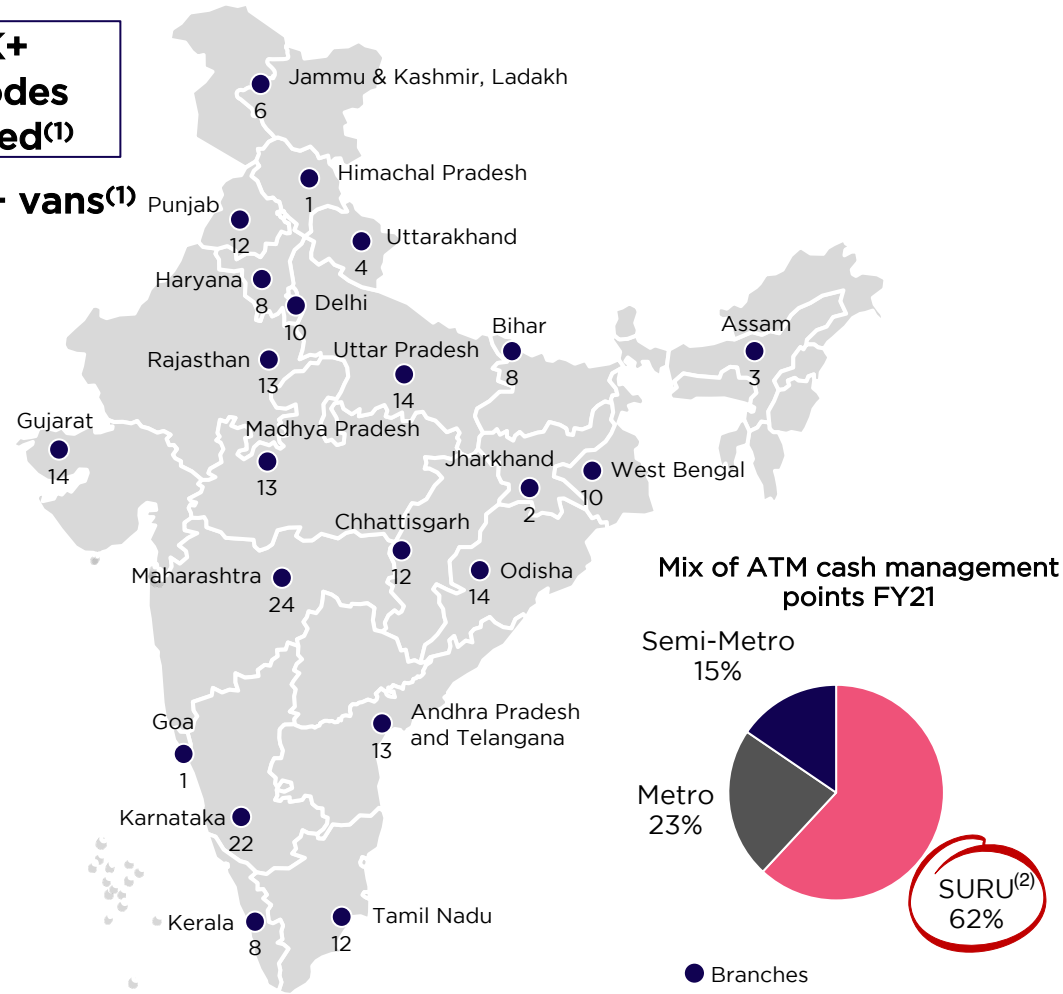 +
odes
ed(1)
+ vans(1)
Jammu & Kashmir, Ladakh
6
Himachal Pradesh
1
Punjab
12
Uttarakhand
4
Haryana
8
Delhi
10
Bihar
8
Assam
3
Rajasthan
13
Uttar Pradesh
14
Gujarat
14
Madhya Pradesh
13
Jharkhand
2
West Bengal
10
Chhattisgarh
12
Maharashtra
24
Odisha
14
Goa
1
Andhra Pradesh
and Telangana
13
Karnataka
22
Kerala
8
Tamil Nadu
12
Mix of ATM cash management
points FY21
Semi-Metro
15%
Metro
23%
SURU(2)
62%
Branches